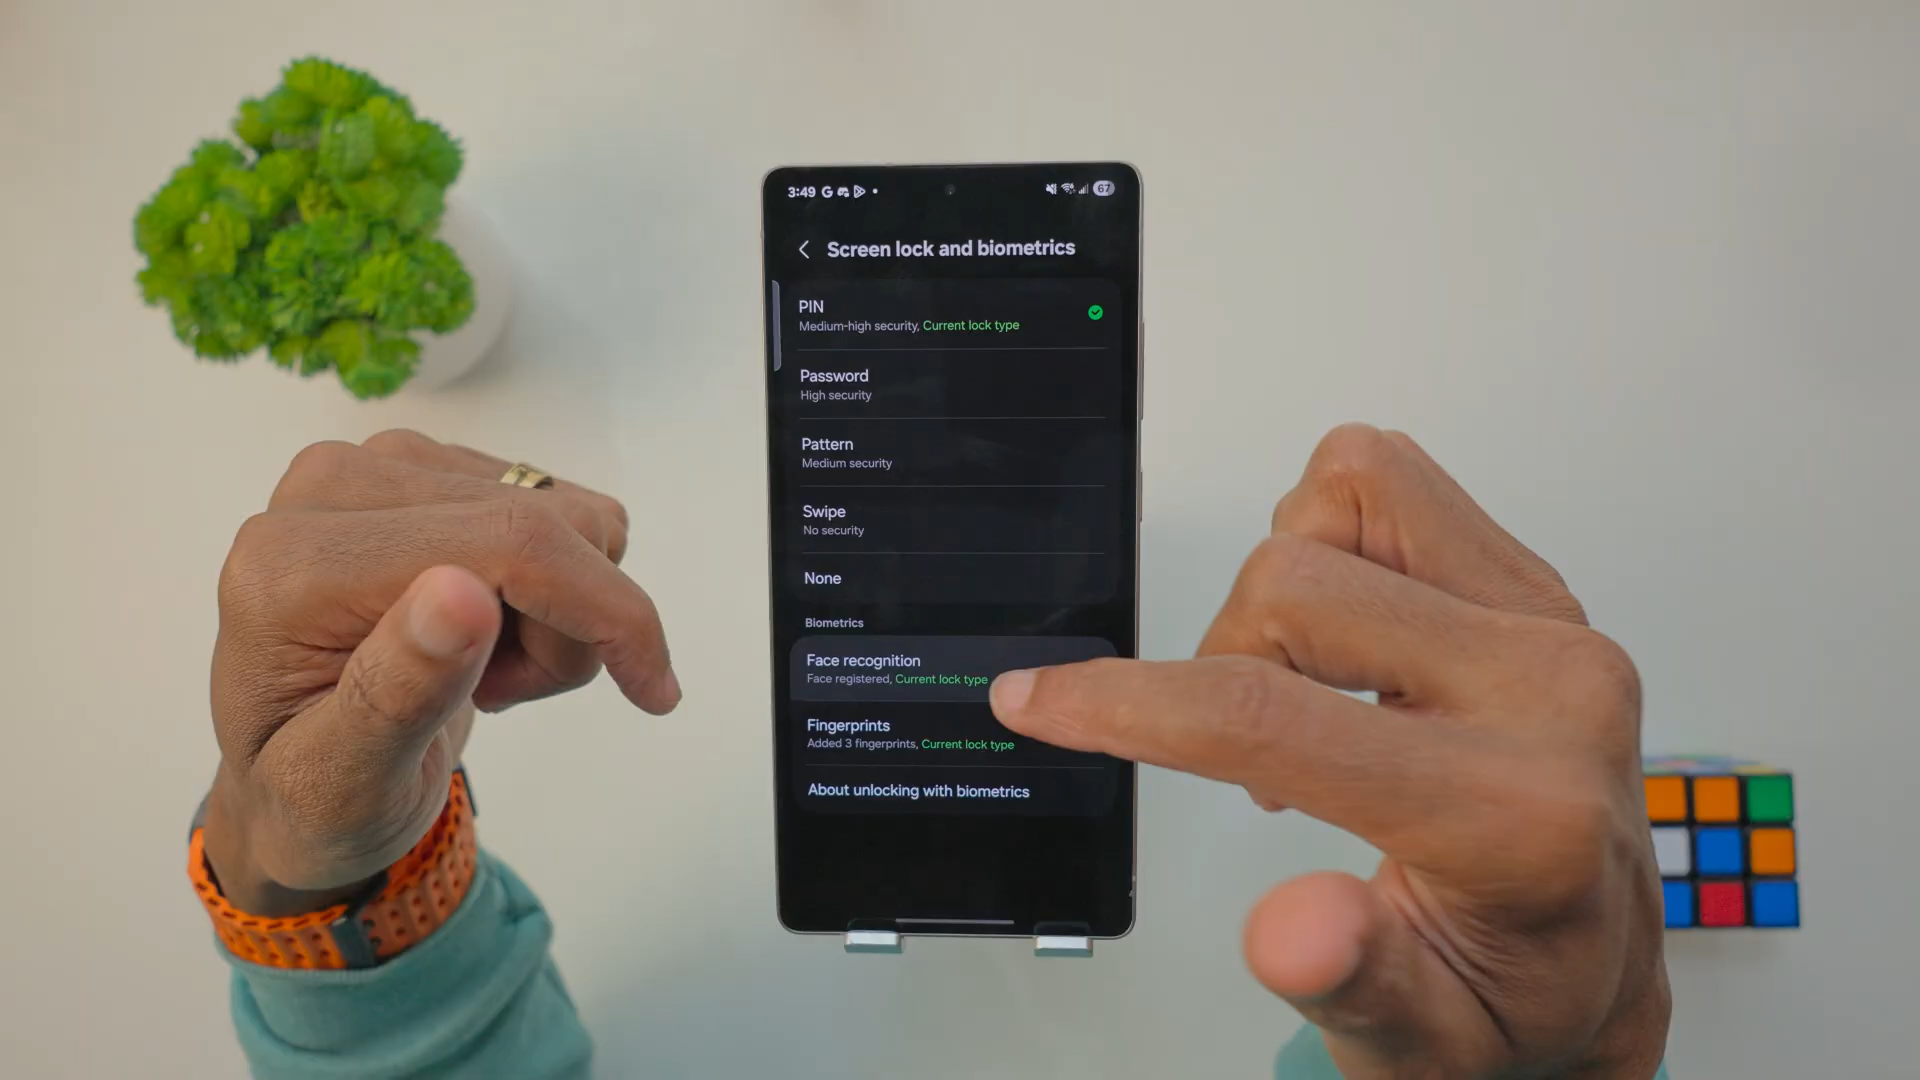 3:49 G
67
Screen lock and biometrics
PIN
Medium-high security, Current lock type
Password
High security
Pattern
Medium security
Swipe
No security
None
Biometrics
Face recognition
Face registered, Current lock type
Fingerprints
Added 3 fingerprints, Current lock type
About unlocking with biometrics